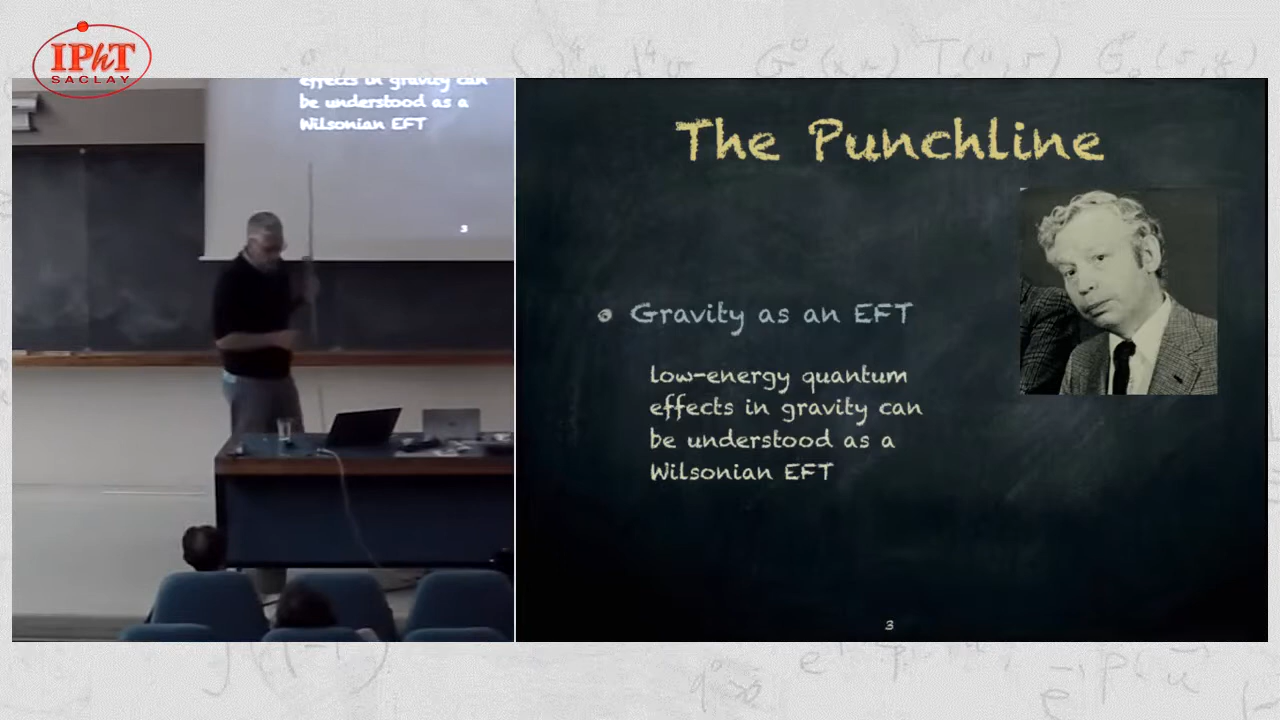 IPhT
SACLAY
effects in gravity can
be understood as a
Wilsonian EFT
3
The Punchline
Gravity as an EFT
low-energy quantum
effects in gravity can
be understood as a
Wilsonian EFT
3